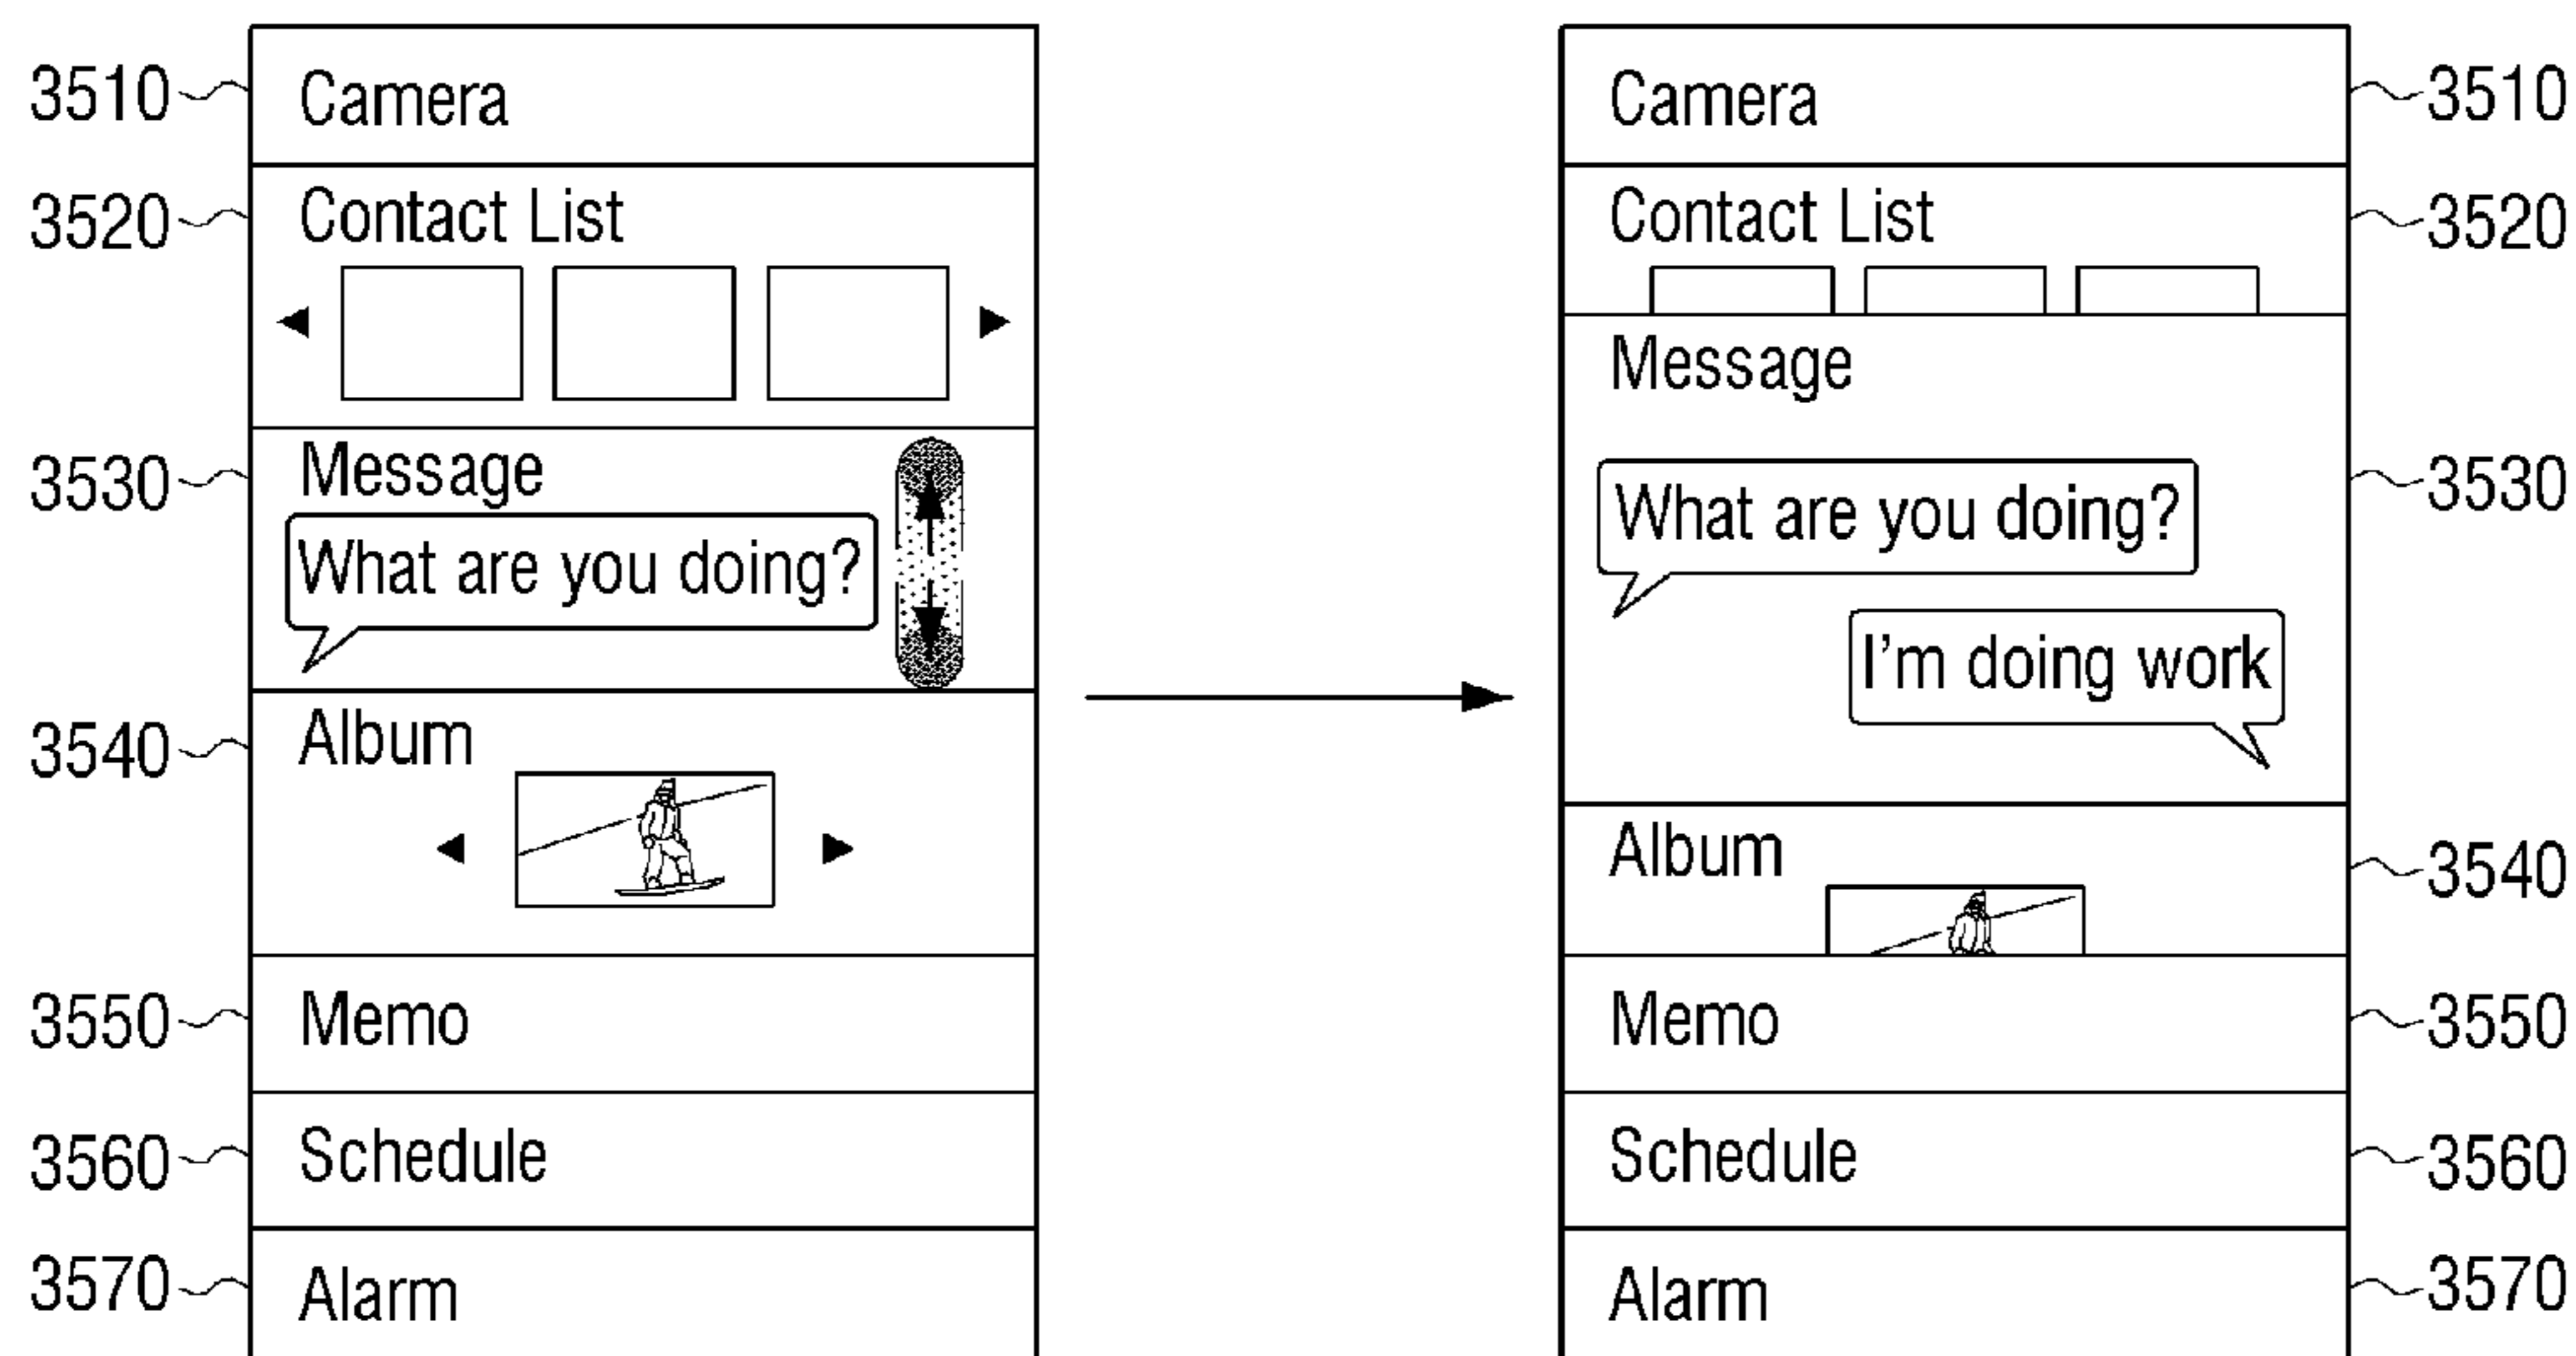 3510 Camera
3520 Contact List
3530 Message
What are you doing?
3540 Album
3550 Memo
3560 Schedule
3570 Alarm
Camera 3510
Contact List 3520
Message
What are you doing? 3530
I'm doing work
Album 3540
Memo 3550
Schedule 3560
Alarm 3570